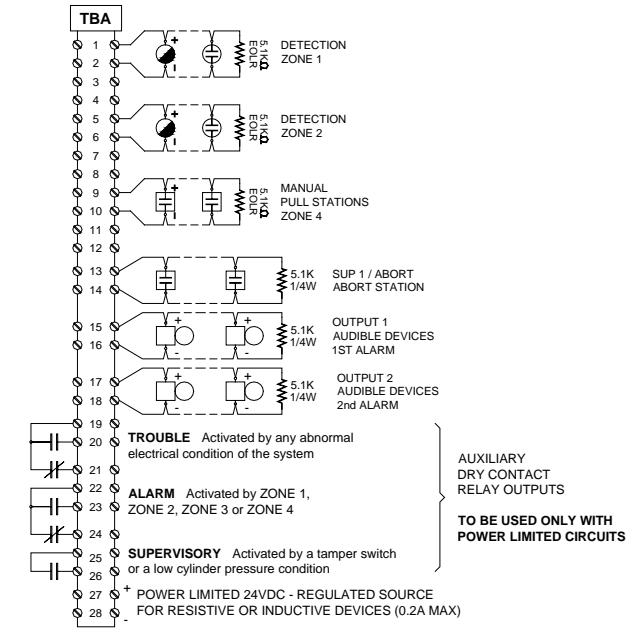 TBA
1
+
5.1KΩ
EOLR
DETECTION
ZONE 1
2
-
3
4
5
+
5.1KΩ
EOLR
DETECTION
ZONE 2
6
-
7
8
9
+
5.1KΩ
EOLR
MANUAL
PULL STATIONS
ZONE 4
10
-
11
12
13
5.1K
1/4W
SUP 1 / ABORT
ABORT STATION
14
15
+
+
5.1K
1/4W
OUTPUT 1
AUDIBLE DEVICES
1ST ALARM
16
-
-
17
+
+
5.1K
1/4W
OUTPUT 2
AUDIBLE DEVICES
2nd ALARM
18
-
-
19
20
TROUBLE Activated by any abnormal
electrical condition of the system
21
22
23
ALARM Activated by ZONE 1,
ZONE 2, ZONE 3 or ZONE 4
24
25
SUPERVISORY Activated by a tamper switch
or a low cylinder pressure condition
26
AUXILIARY
DRY CONTACT
RELAY OUTPUTS
TO BE USED ONLY WITH
POWER LIMITED CIRCUITS
27 + POWER LIMITED 24VDC - REGULATED SOURCE
28 - FOR RESISTIVE OR INDUCTIVE DEVICES (0.2A MAX)